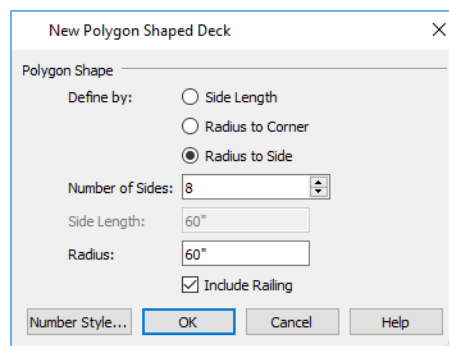 New Polygon Shaped Deck
Polygon Shape
Define by:
Side Length
Radius to Corner
Radius to Side
Number of Sides: 8
Side Length: 60"
Radius: 60"
Include Railing
Number Style... OK Cancel Help